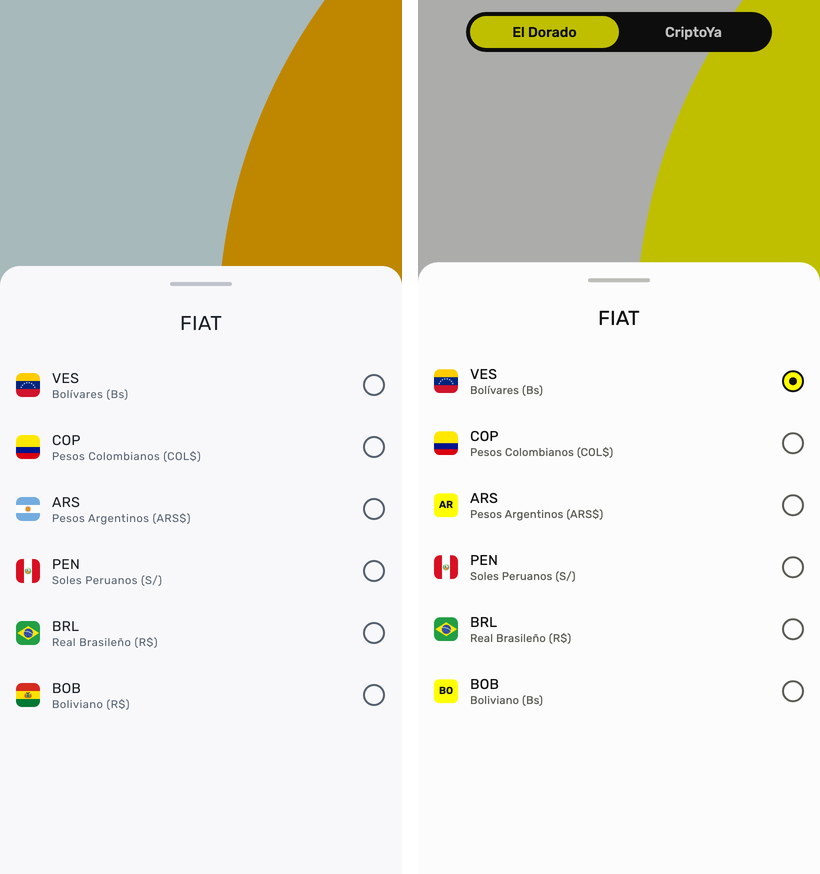 FIAT
VES
Bolívares (Bs)
COP
Pesos Colombianos (COL$)
ARS
Pesos Argentinos (ARS$)
PEN
Soles Peruanos (S/)
BRL
Real Brasileño (R$)
BOB
Boliviano (R$)
El Dorado CriptoYa
FIAT
VES
Bolívares (Bs)
COP
Pesos Colombianos (COL$)
AR ARS
Pesos Argentinos (ARS$)
PEN
Soles Peruanos (S/)
BRL
Real Brasileño (R$)
BO BOB
Boliviano (Bs)